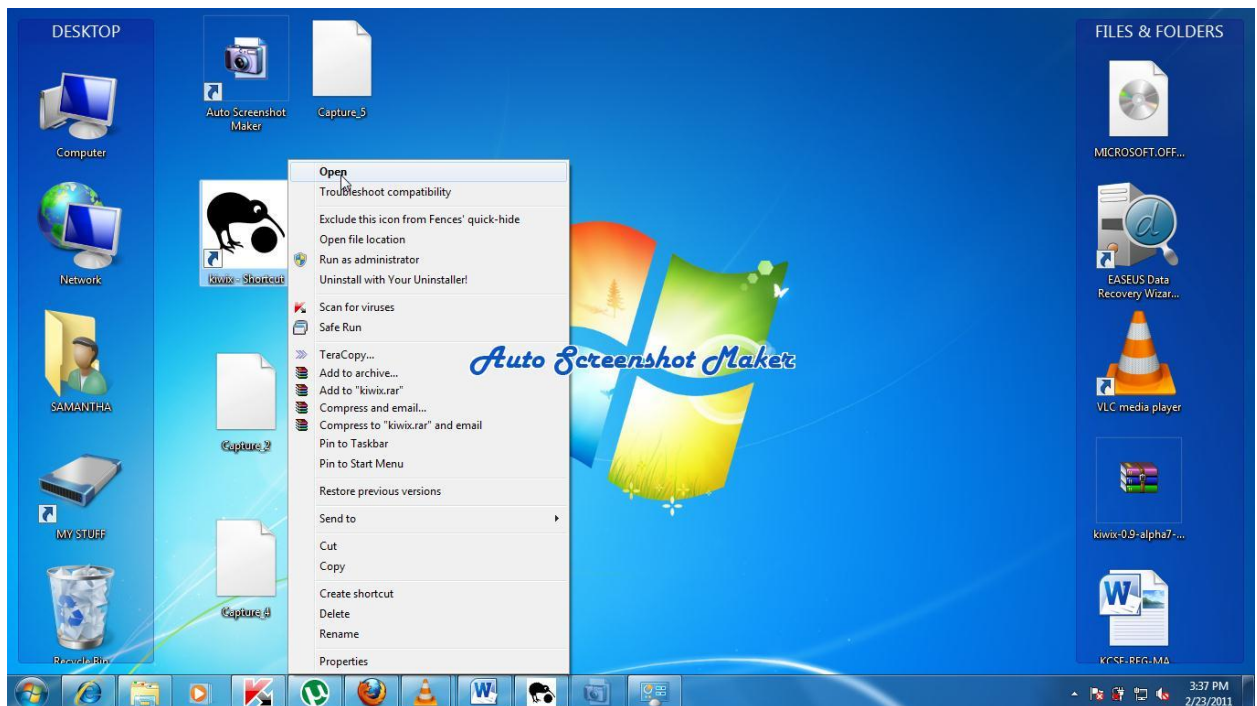 DESKTOP
Computer
Network
SAMANTHA
MY STUFF
Recycle Bin
Auto Screenshot
Maker
Capture_5
kiwix - Shortcut
Capture_2
Capture_4
Open
Troubleshoot compatibility
Exclude this icon from Fences' quick-hide
Open file location
Run as administrator
Uninstall with Your Uninstaller!
Scan for viruses
Safe Run
TeraCopy...
Add to archive...
Add to "kiwix.rar"
Compress and email...
Compress to "kiwix.rar" and email
Pin to Taskbar
Pin to Start Menu
Restore previous versions
Send to
Cut
Copy
Create shortcut
Delete
Rename
Properties
Auto Screenshot Maker
FILES & FOLDERS
MICROSOFT.OFF...
EASEUS Data
Recovery Wizar...
VLC media player
kiwix-0.9-alpha7-...
KCSE-REG-MA
3:37 PM
2/23/2011